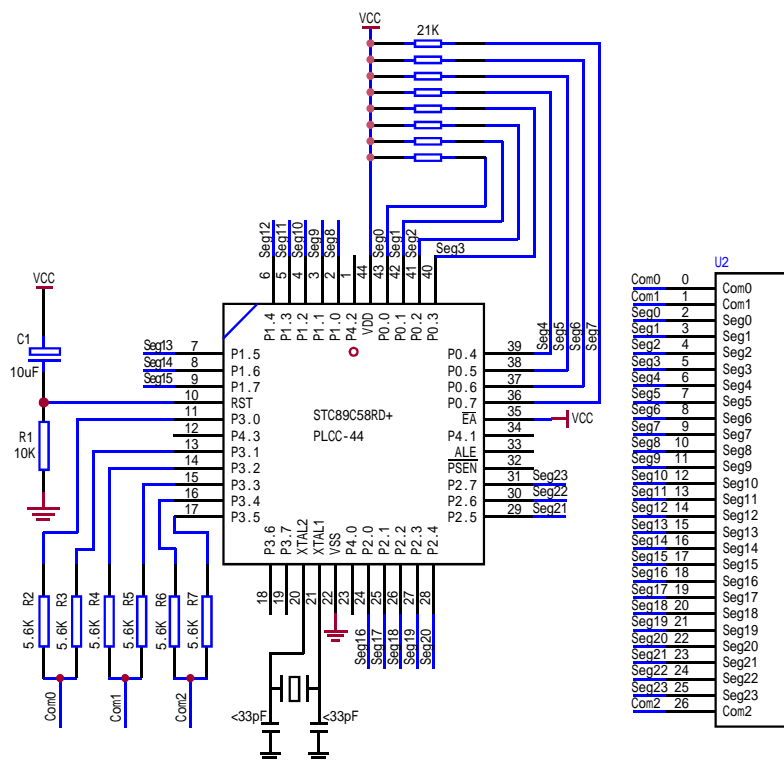 VCC
21K
Seg12
Seg11
Seg10
Seg9
Seg8
Seg0
Seg1
Seg2
Seg3
6
5
4
3
2
1
44
43
42
41
40
P1.4
P1.3
P1.2
P1.1
P1.0
P4.2
VDD
P0.0
P0.1
P0.2
P0.3
Seg4
Seg5
Seg6
Seg7
VCC
C1
10uF
R1
10K
Seg13 7 P1.5
Seg14 8 P1.6
Seg15 9 P1.7
10 RST
11 P3.0
12 P4.3
13 P3.1
14 P3.2
15 P3.3
16 P3.4
17 P3.5
STC89C58RD+
PLCC-44
P0.4 39
P0.5 38
P0.6 37
P0.7 36
EA 35 VCC
P4.1 34
ALE 33
PSEN 32
P2.7 31 Seg23
P2.6 30 Seg22
P2.5 29 Seg21
P3.6
P3.7
XTAL2
XTAL1
VSS
P4.0
P2.0
P2.1
P2.2
P2.3
P2.4
18
19
20
21
22
23
24
25
26
27
28
Seg16
Seg17
Seg18
Seg19
Seg20
5.6K R2
5.6K R3
5.6K R4
5.6K R5
5.6K R6
5.6K R7
Com0
Com1
Com2
<33pF
<33pF
U2
Com0 0 Com0
Com1 1 Com1
Seg0 2 Seg0
Seg1 3 Seg1
Seg2 4 Seg2
Seg3 5 Seg3
Seg4 6 Seg4
Seg5 7 Seg5
Seg6 8 Seg6
Seg7 9 Seg7
Seg8 10 Seg8
Seg9 11 Seg9
Seg10 12 Seg10
Seg11 13 Seg11
Seg12 14 Seg12
Seg13 15 Seg13
Seg14 16 Seg14
Seg15 17 Seg15
Seg16 18 Seg16
Seg17 19 Seg17
Seg18 20 Seg18
Seg19 21 Seg19
Seg20 22 Seg20
Seg21 23 Seg21
Seg22 24 Seg22
Seg23 25 Seg23
Com2 26 Com2